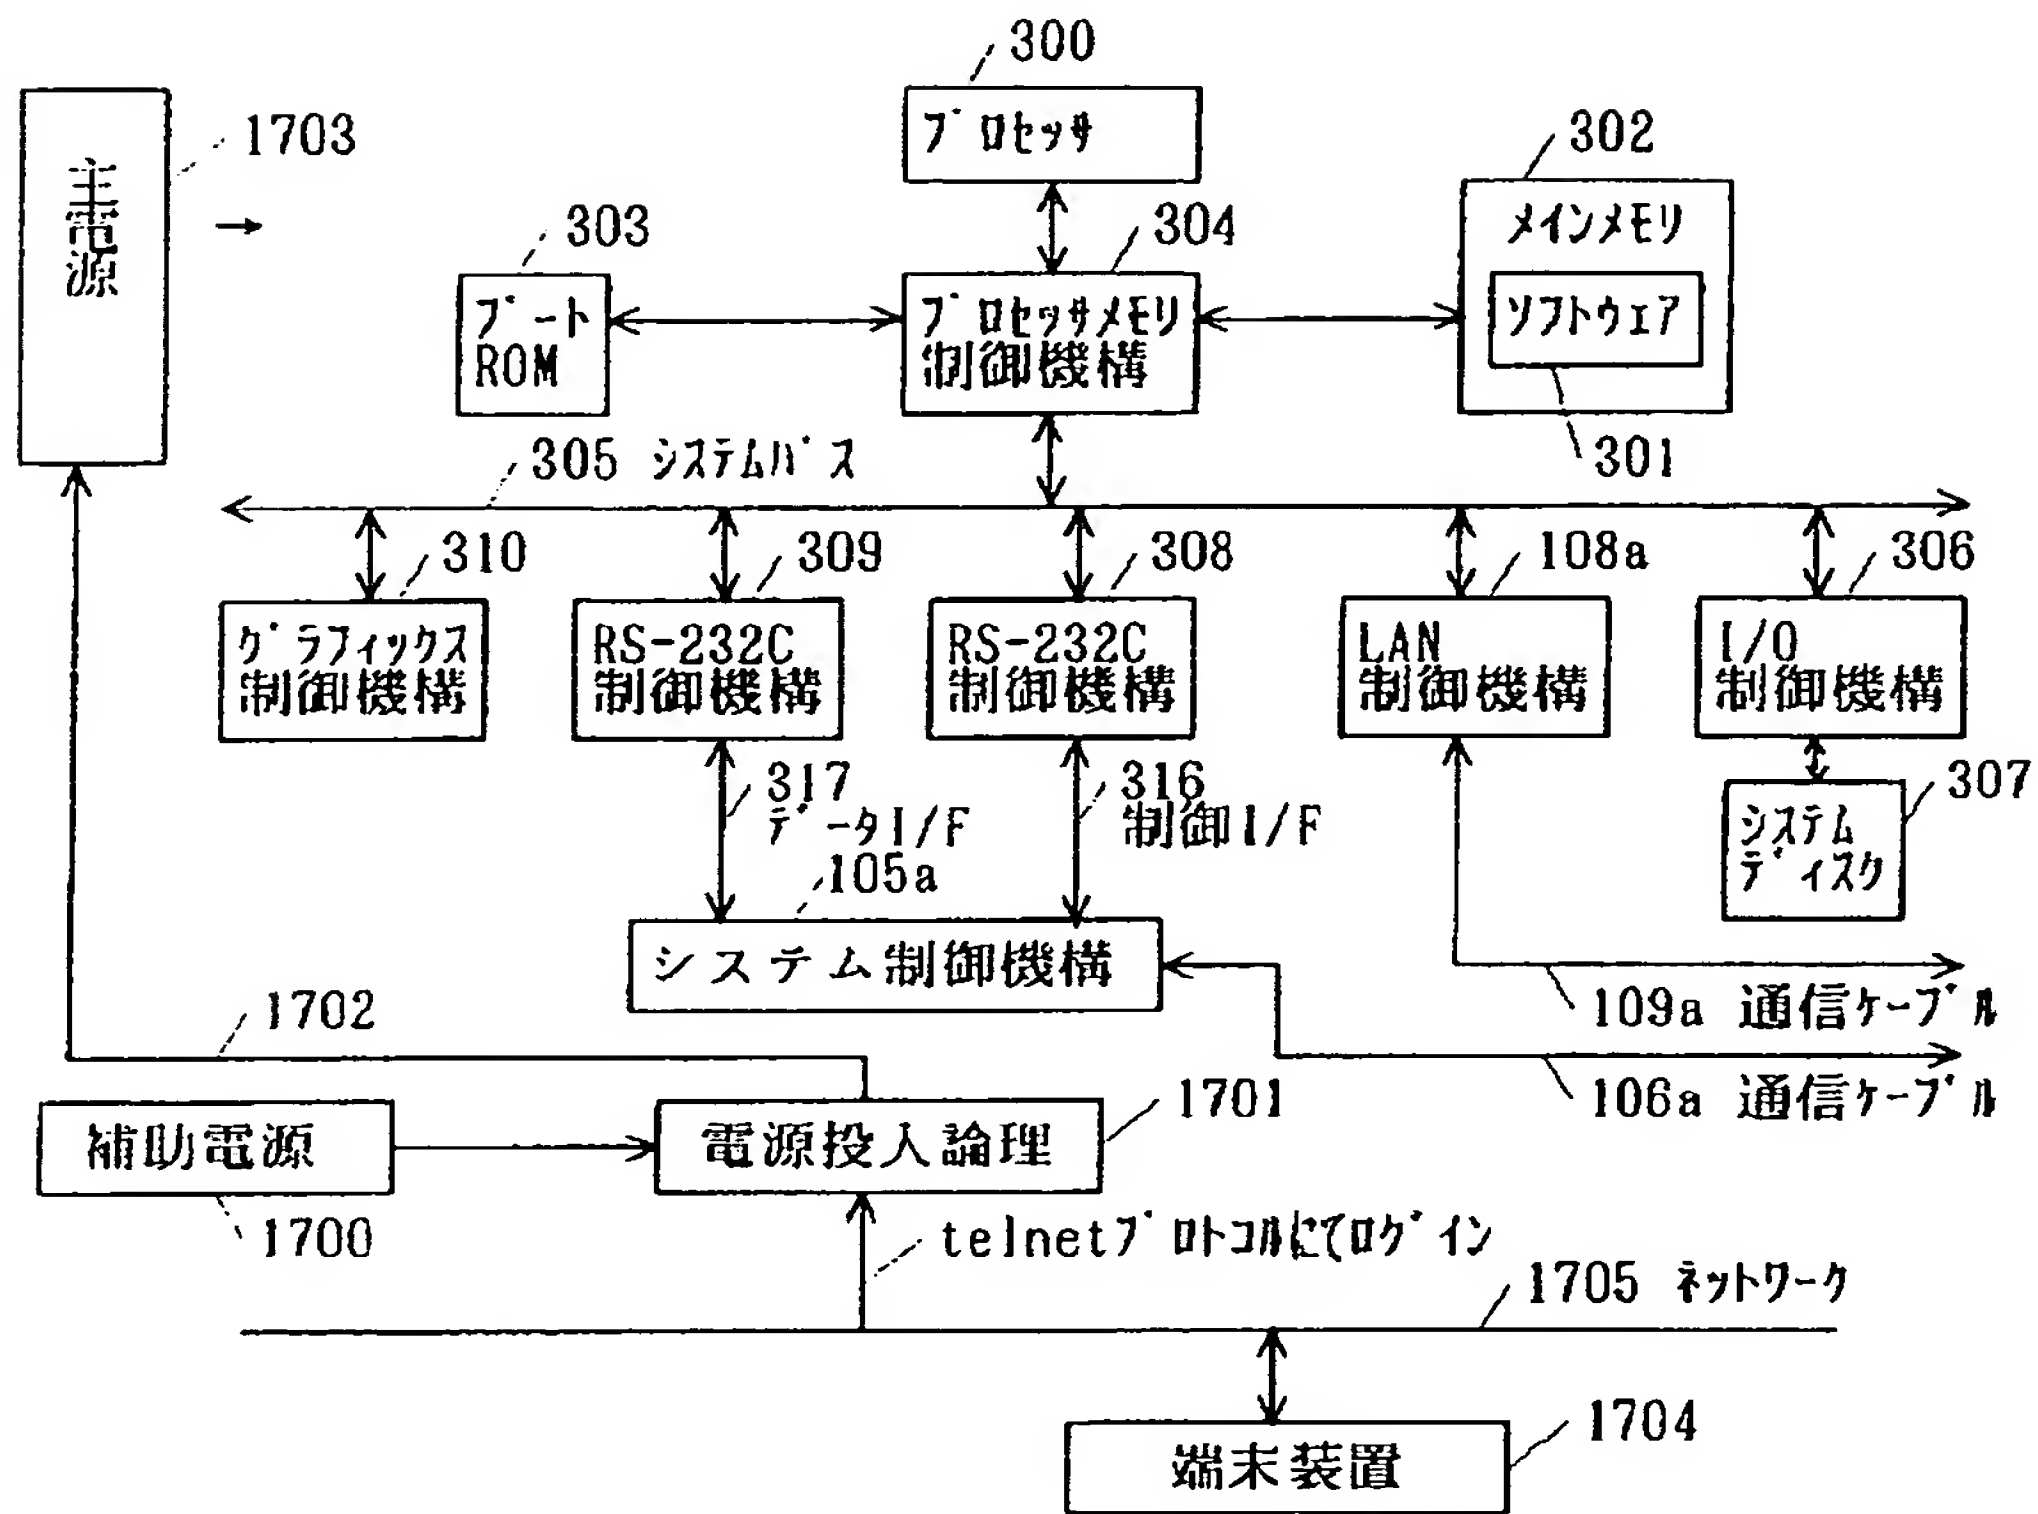 300
プロセッサ
1703
主電源
302
メインメモリ
ソフトウェア
301
303
ブート
ROM
304
プロセッサメモリ
制御機構
305 システムバス
310
グラフィックス
制御機構
309
RS-232C
制御機構
308
RS-232C
制御機構
108a
LAN
制御機構
306
I/O
制御機構
317
データI/F
316
制御I/F
307
システム
ディスク
105a
システム制御機構
109a 通信ケーブル
106a 通信ケーブル
1702
1701
電源投入論理
補助電源
1700
telnetプロトコルにてログイン
1705 ネットワーク
1704
端末装置